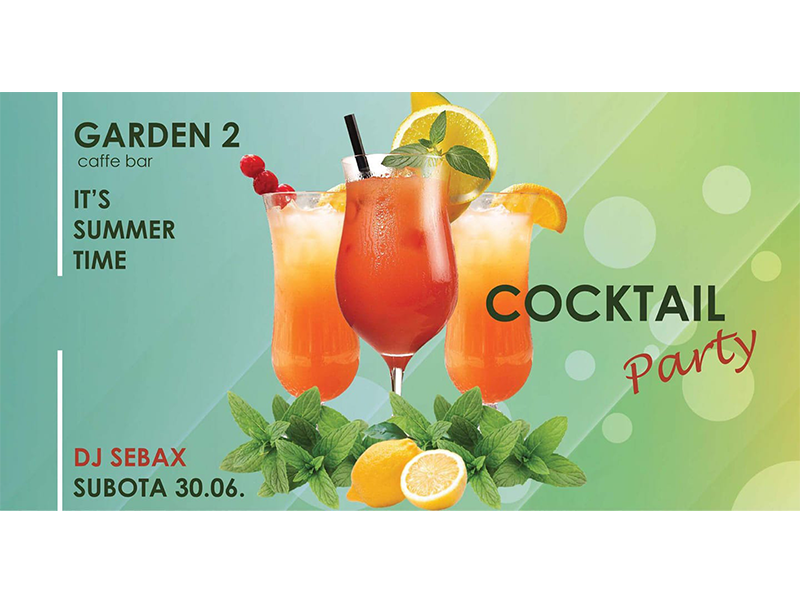 GARDEN 2
caffe bar
IT'S
SUMMER
TIME
COCKTAIL
Party
DJ SEBAX
SUBOTA 30.06.